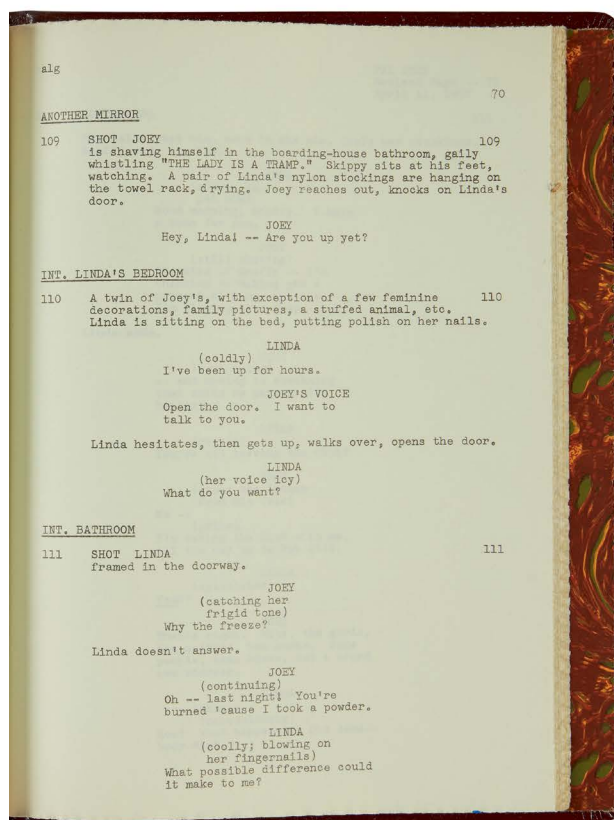 alg
70
ANOTHER MIRROR
109 SHOT JOEY 109
is shaving himself in the boarding-house bathroom, gaily
whistling "THE LADY IS A TRAMP." Skippy sits at his feet,
watching. A pair of Linda's nylon stockings are hanging on
the towel rack, drying. Joey reaches out, knocks on Linda's
door.
JOEY
Hey, Linda! -- Are you up yet?
INT. LINDA'S BEDROOM
110 A twin of Joey's, with exception of a few feminine 110
decorations, family pictures, a stuffed animal, etc.
Linda is sitting on the bed, putting polish on her nails.
LINDA
(coldly)
I've been up for hours.
JOEY'S VOICE
Open the door. I want to
talk to you.
Linda hesitates, then gets up, walks over, opens the door.
LINDA
(her voice icy)
What do you want?
INT. BATHROOM
111 SHOT LINDA 111
framed in the doorway.
JOEY
(catching her
frigid tone)
Why the freeze?
Linda doesn't answer.
JOEY
(continuing)
Oh -- last night! You're
burned 'cause I took a powder.
LINDA
(coolly; blowing on
her fingernails)
What possible difference could
it make to me?